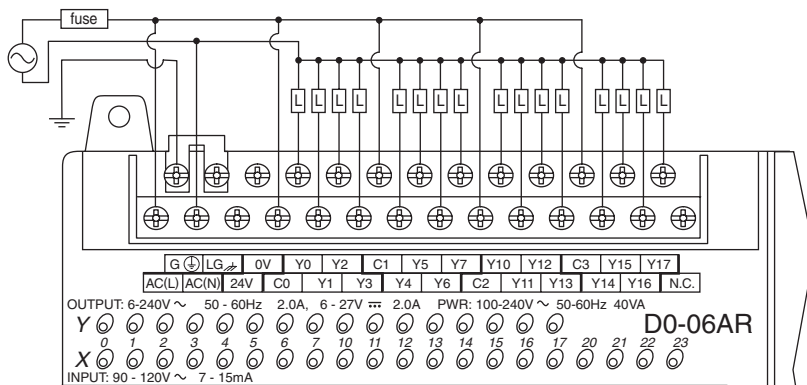 fuse
L L L L L L L L L L L L L L L L
G LG 0V Y0 Y2 C1 Y5 Y7 Y10 Y12 C3 Y15 Y17
AC(L) AC(N) 24V C0 Y1 Y3 Y4 Y6 C2 Y11 Y13 Y14 Y16 N.C.
OUTPUT: 6-240V ~ 50 - 60Hz 2.0A, 6 - 27V ⎓ 2.0A PWR: 100-240V ~ 50-60Hz 40VA
Y D0-06AR
0 1 2 3 4 5 6 7 10 11 12 13 14 15 16 17 20 21 22 23
X
INPUT: 90 - 120V ~ 7 - 15mA